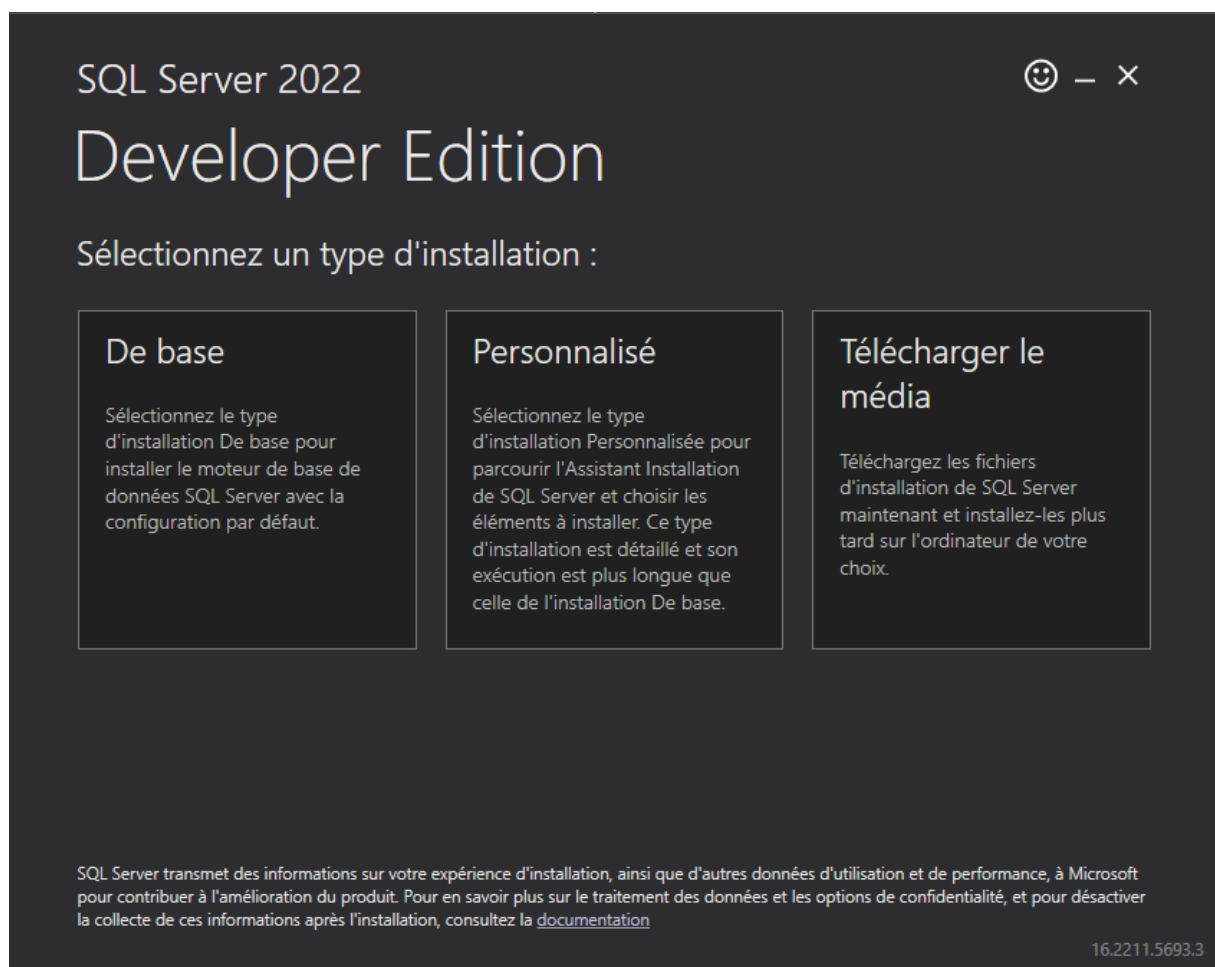 SQL Server 2022
Developer Edition
Sélectionnez un type d'installation :
De base
Sélectionnez le type
d'installation De base pour
installer le moteur de base de
données SQL Server avec la
configuration par défaut.
Personnalisé
Sélectionnez le type
d'installation Personnalisée pour
parcourir l'Assistant Installation
de SQL Server et choisir les
éléments à installer. Ce type
d'installation est détaillé et son
exécution est plus longue que
celle de l'installation De base.
Télécharger le
média
Téléchargez les fichiers
d'installation de SQL Server
maintenant et installez-les plus
tard sur l'ordinateur de votre
choix.
SQL Server transmet des informations sur votre expérience d'installation, ainsi que d'autres données d'utilisation et de performance, à Microsoft
pour contribuer à l'amélioration du produit. Pour en savoir plus sur le traitement des données et les options de confidentialité, et pour désactiver
la collecte de ces informations après l'installation, consultez la documentation
16.2211.5693.3